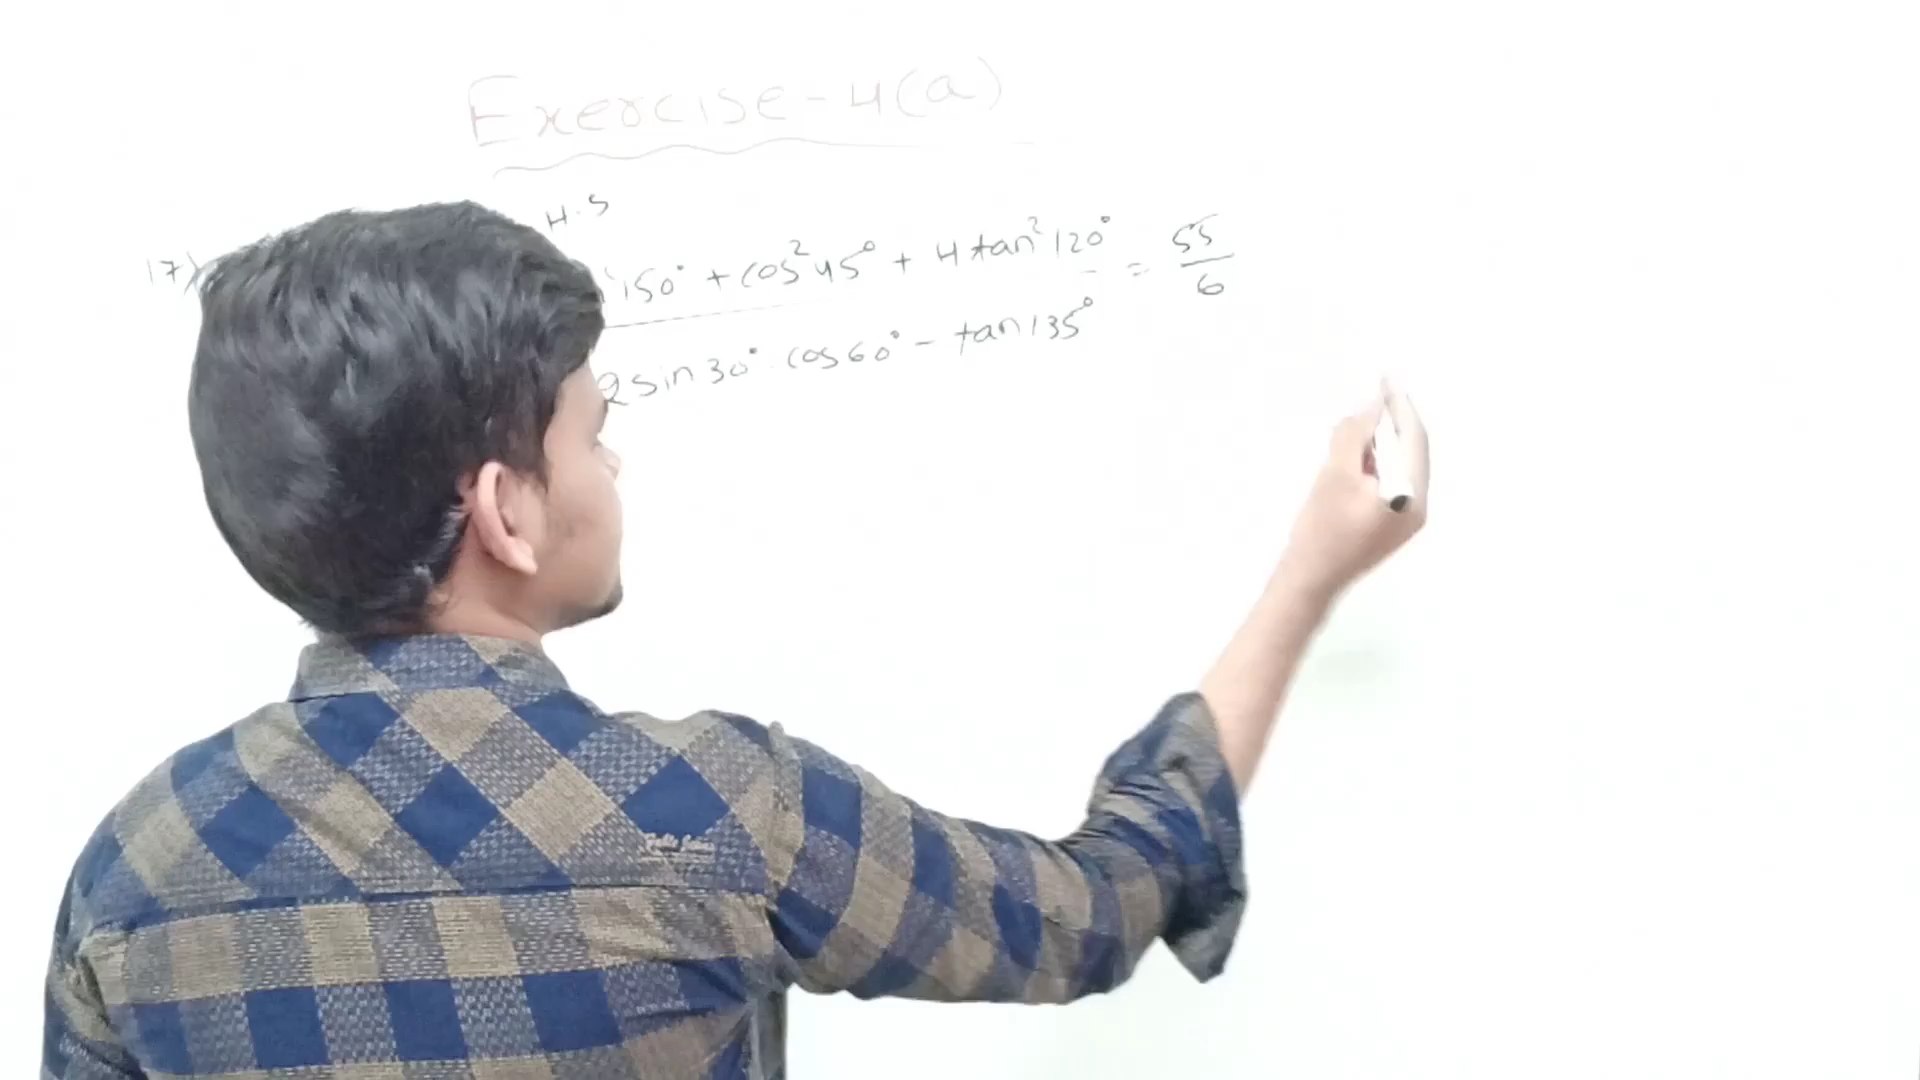 Exercise-4(a)
H.S
17) 150° + cos²45° + 4tan²120° = 55/6
2sin30°.cos60° - tan135°